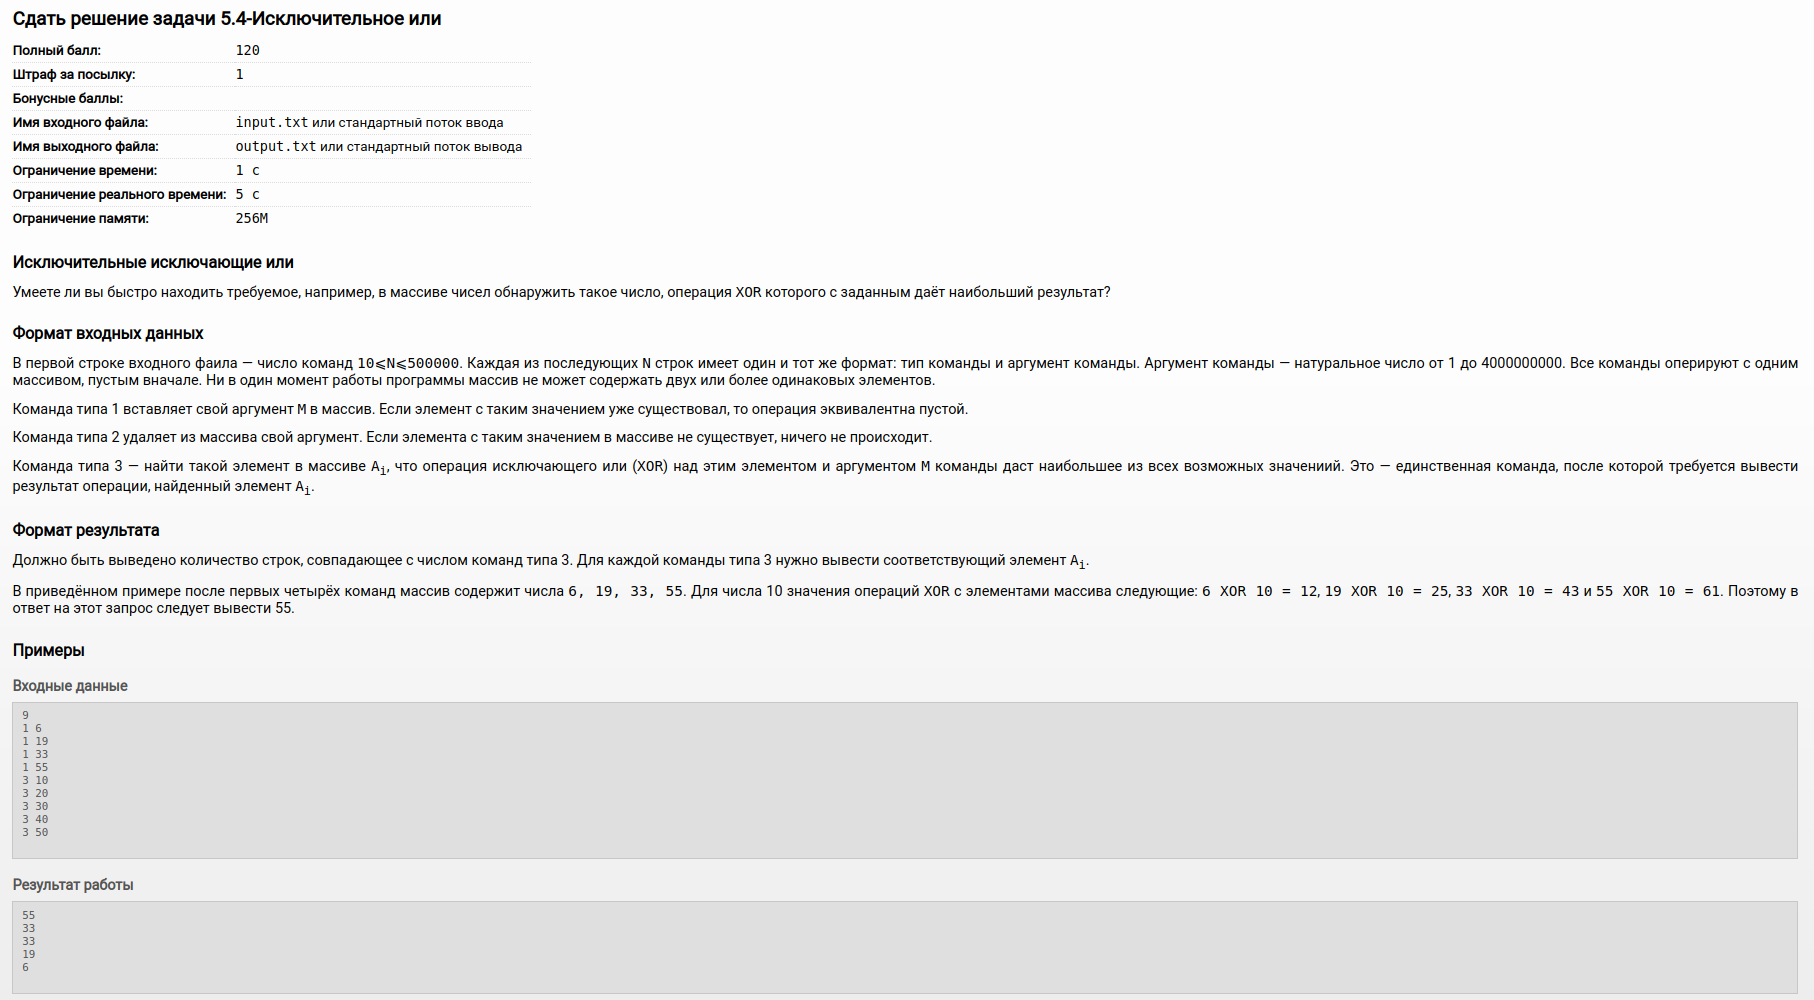 Сдать решение задачи 5.4-Исключительное или
Полный балл: 120
Штраф за посылку: 1
Бонусные баллы:
Имя входного файла: input.txt или стандартный поток ввода
Имя выходного файла: output.txt или стандартный поток вывода
Ограничение времени: 1 с
Ограничение реального времени: 5 с
Ограничение памяти: 256M
Исключительные исключающие или
Умеете ли вы быстро находить требуемое, например, в массиве чисел обнаружить такое число, операция XOR которого с заданным даёт наибольший результат?
Формат входных данных
В первой строке входного фаила — число команд 10⩽N⩽500000. Каждая из последующих N строк имеет один и тот же формат: тип команды и аргумент команды. Аргумент команды — натуральное число от 1 до 4000000000. Все команды оперируют с одним
массивом, пустым вначале. Ни в один момент работы программы массив не может содержать двух или более одинаковых элементов.
Команда типа 1 вставляет свой аргумент M в массив. Если элемент с таким значением уже существовал, то операция эквивалентна пустой.
Команда типа 2 удаляет из массива свой аргумент. Если элемента с таким значением в массиве не существует, ничего не происходит.
Команда типа 3 — найти такой элемент в массиве Ai, что операция исключающего или (XOR) над этим элементом и аргументом M команды даст наибольшее из всех возможных значениий. Это — единственная команда, после которой требуется вывести
результат операции, найденный элемент Ai.
Формат результата
Должно быть выведено количество строк, совпадающее с числом команд типа 3. Для каждой команды типа 3 нужно вывести соответствующий элемент Ai.
В приведённом примере после первых четырёх команд массив содержит числа 6, 19, 33, 55. Для числа 10 значения операций XOR с элементами массива следующие: 6 XOR 10 = 12, 19 XOR 10 = 25, 33 XOR 10 = 43 и 55 XOR 10 = 61. Поэтому в
ответ на этот запрос следует вывести 55.
Примеры
Входные данные
9
1 6
1 19
1 33
1 55
3 10
3 20
3 30
3 40
3 50
Результат работы
55
33
33
19
6